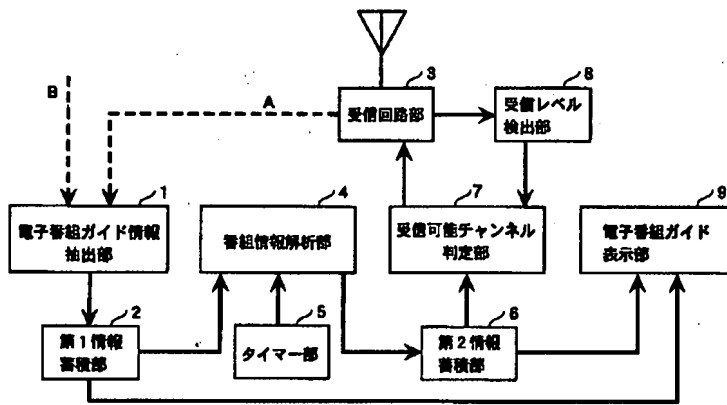 3
8
B
A
受信回路部
受信レベル
検出部
1
4
7
9
電子番組ガイド情報
抽出部
番組情報解析部
受信可能チャンネル
判定部
電子番組ガイド
表示部
2
5
6
第1情報
蓄積部
タイマー部
第2情報
蓄積部